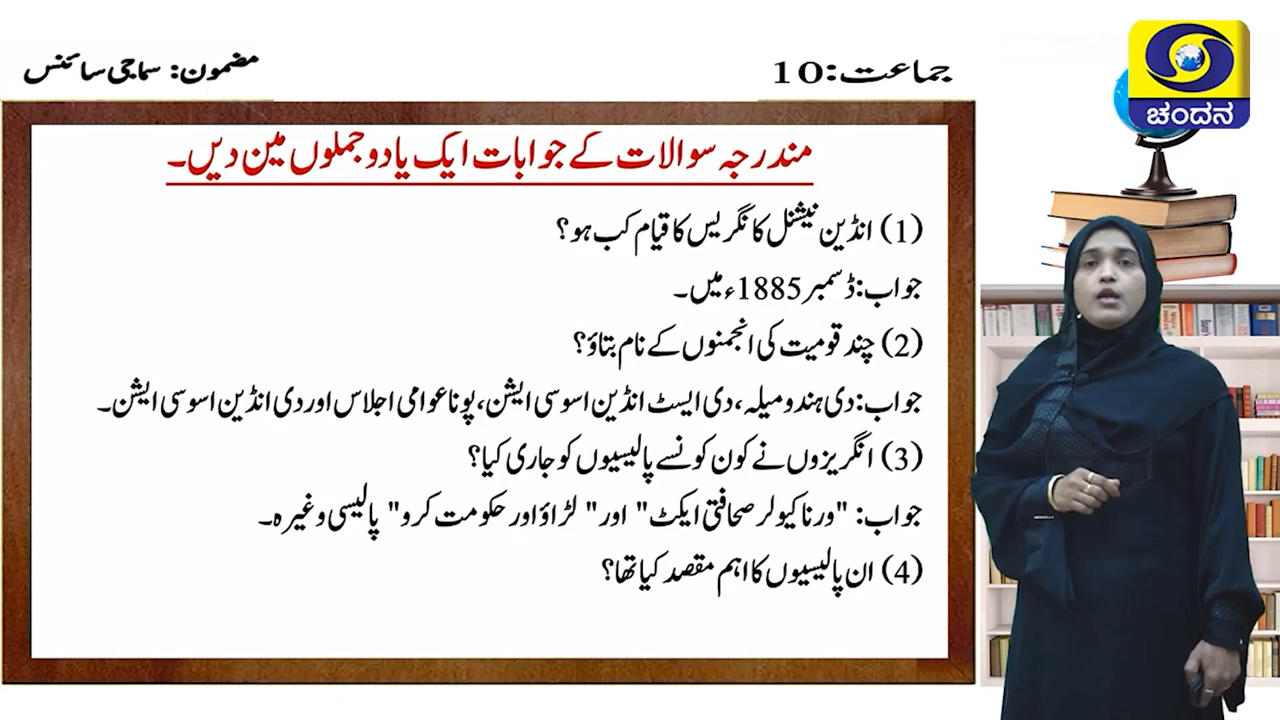 جماعت: 10
مضمون: سماجی سائنس
ಚಂದನ
مندرجہ سوالات کے جوابات ایک یا دو جملوں مین دیں۔
(1) انڈین نیشنل کانگریس کا قیام کب ہو؟
جواب: ڈسمبر 1885ء میں۔
(2) چند قومیت کی انجمنوں کے نام بتاؤ؟
جواب: دی ہندو میلہ، دی ایسٹ انڈین اسوسی ایشن، پونا عوامی اجلاس اور دی انڈین اسوسی ایشن۔
(3) انگریزوں نے کون کونسے پالیسیوں کو جاری کیا؟
جواب: "ورناکیولر صحافتی ایکٹ" اور "لڑاؤ اور حکومت کرو" پالیسی وغیرہ۔
(4) ان پالیسیوں کا اہم مقصد کیا تھا؟